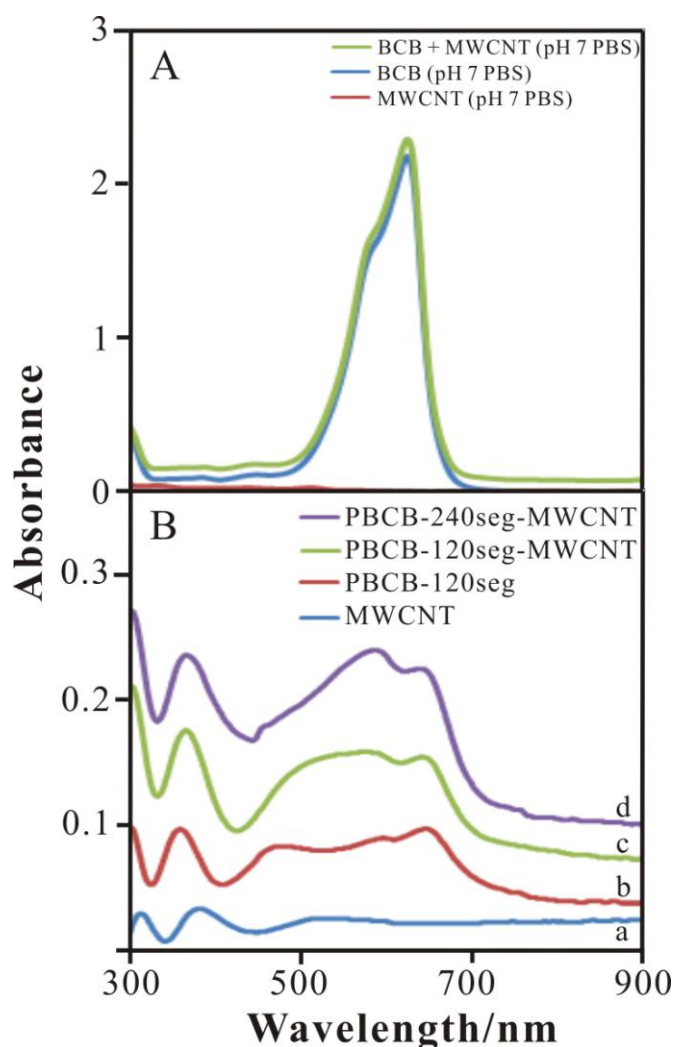 3
A
BCB + MWCNT (pH 7 PBS)
BCB (pH 7 PBS)
MWCNT (pH 7 PBS)
2
1
0
Absorbance
B
PBCB-240seg-MWCNT
PBCB-120seg-MWCNT
PBCB-120seg
MWCNT
0.3
0.2
0.1
d
c
b
a
300
500
700
900
Wavelength/nm